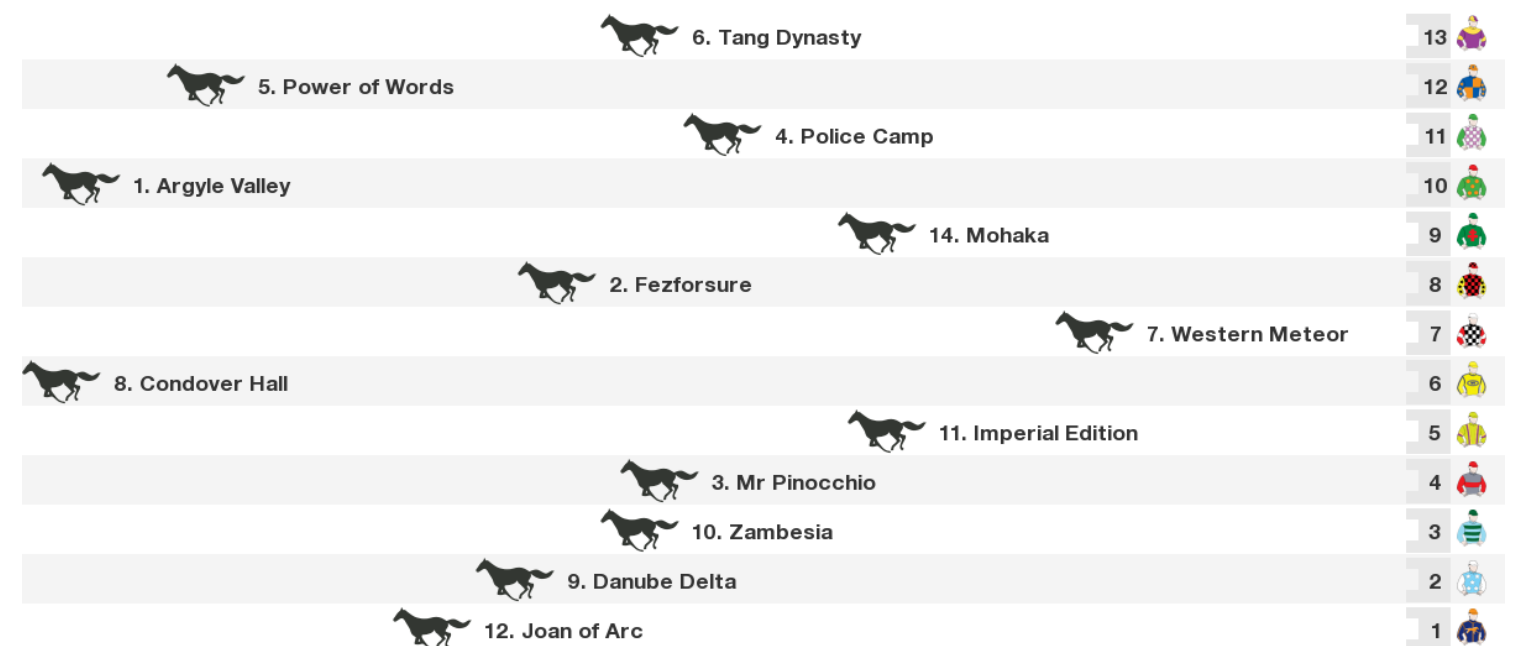 6. Tang Dynasty 13
5. Power of Words 12
4. Police Camp 11
1. Argyle Valley 10
14. Mohaka 9
2. Fezforsure 8
7. Western Meteor 7
8. Condover Hall 6
11. Imperial Edition 5
3. Mr Pinocchio 4
10. Zambesia 3
9. Danube Delta 2
12. Joan of Arc 1